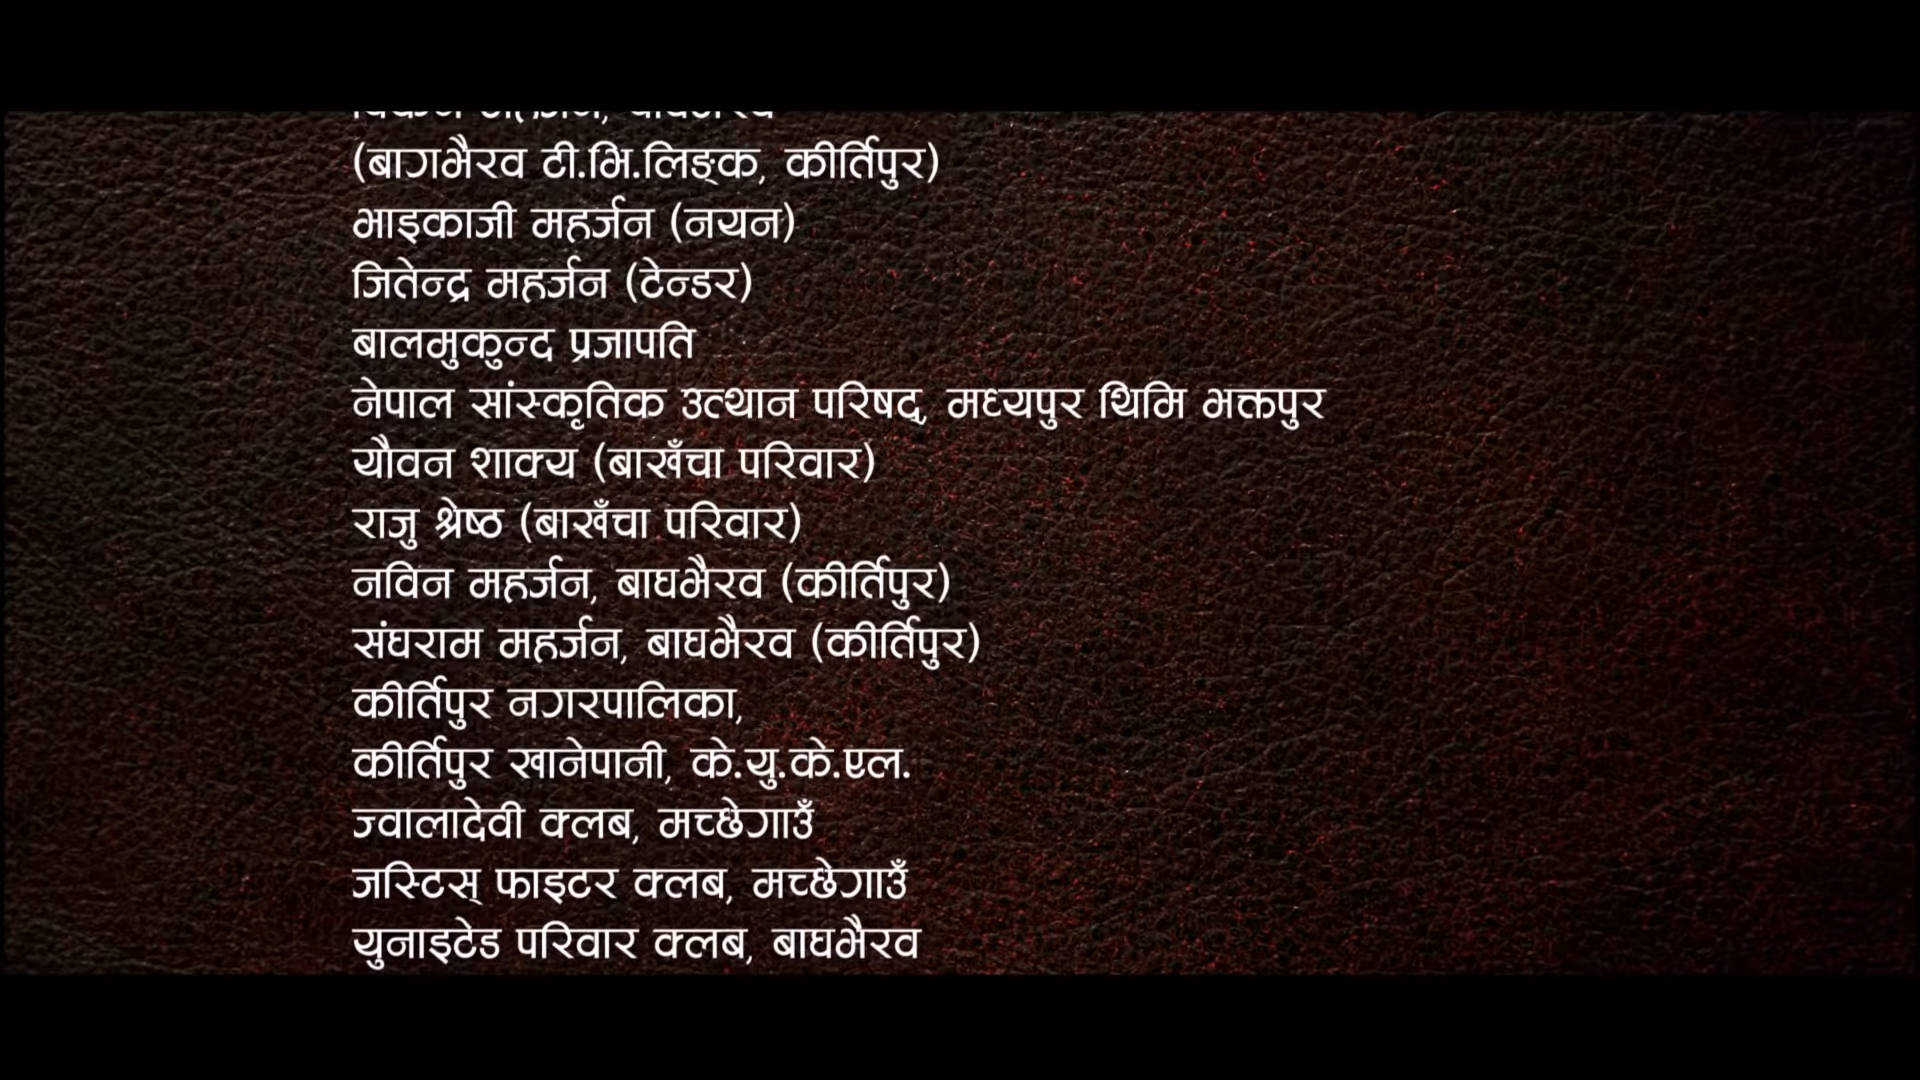 (बागभैरव टी.भि.लिङ्क, कीर्तिपुर)
भाइकाजी महर्जन (नयन)
जितेन्द्र महर्जन (टेन्डर)
बालमुकुन्द प्रजापति
नेपाल सांस्कृतिक उत्थान परिषद्, मध्यपुर थिमि भक्तपुर
यौवन शाक्य (बाखँचा परिवार)
राजु श्रेष्ठ (बाखँचा परिवार)
नविन महर्जन, बाघभैरव (कीर्तिपुर)
संघराम महर्जन, बाघभैरव (कीर्तिपुर)
कीर्तिपुर नगरपालिका,
कीर्तिपुर खानेपानी, के.यु.के.एल.
ज्वालादेवी क्लब, मच्छेगाउँ
जस्टिस् फाइटर क्लब, मच्छेगाउँ
युनाइटेड परिवार क्लब, बाघभैरव